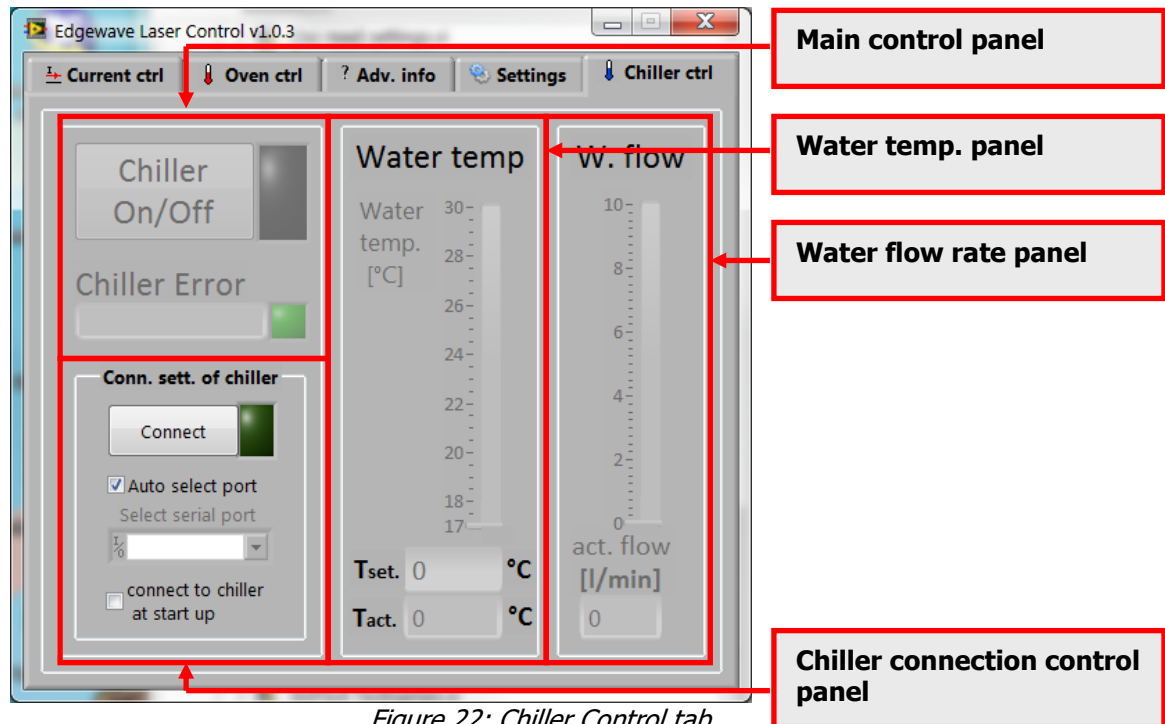 Edgewave Laser Control v1.0.3
Current ctrl
Oven ctrl
? Adv. info
Settings
Chiller ctrl
Chiller
On/Off
Chiller Error
Conn. sett. of chiller
Connect
Auto select port
Select serial port
I/0
connect to chiller
at start up
Water temp
Water
temp.
[°C]
30
28
26
24
22
20
18
17
Tset. 0 °C
Tact. 0 °C
W. flow
10
8
6
4
2
0
act. flow
[l/min]
0
Main control panel
Water temp. panel
Water flow rate panel
Chiller connection control
panel
Figure 22: Chiller Control tab